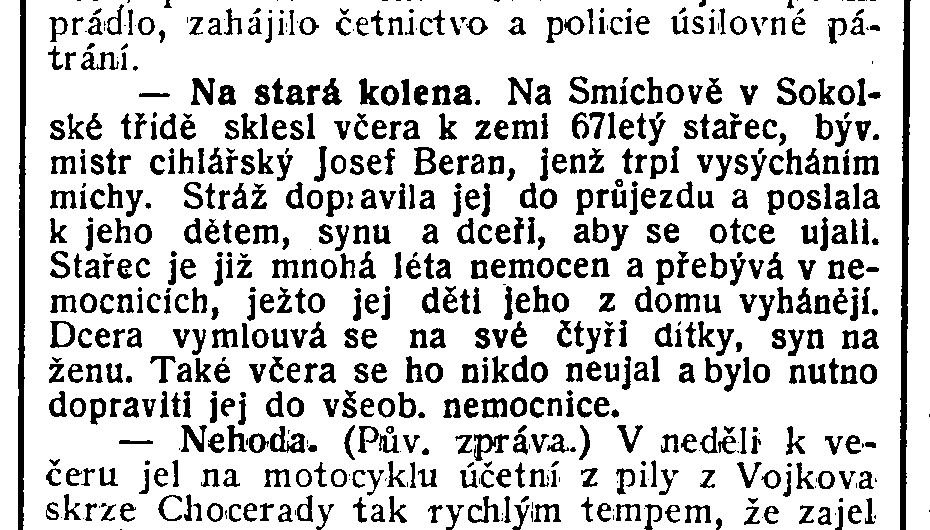 prádlo, zahájilo četnictvo a policie úsilovné pá-
trání.
— Na stará kolena. Na Smíchově v Sokol-
ské třídě sklesl včera k zemi 67letý stařec, býv.
mistr cihlářský Josef Beran, jenž trpí vysýcháním
míchy. Stráž dopravila jej do průjezdu a poslala
k jeho dětem, synu a dceři, aby se otce ujali.
Stařec je již mnohá léta nemocen a přebývá v ne-
mocnicích, ježto jej děti jeho z domu vyhánějí.
Dcera vymlouvá se na své čtyři dítky, syn na
ženu. Také včera se ho nikdo neujal a bylo nutno
dopraviti jej do všeob. nemocnice.
— Nehoda. (Pův. zpráva.) V neděli k ve-
čeru jel na motocyklu účetní z pily z Vojkova
skrze Chocerady tak rychlým tempem, že zajel